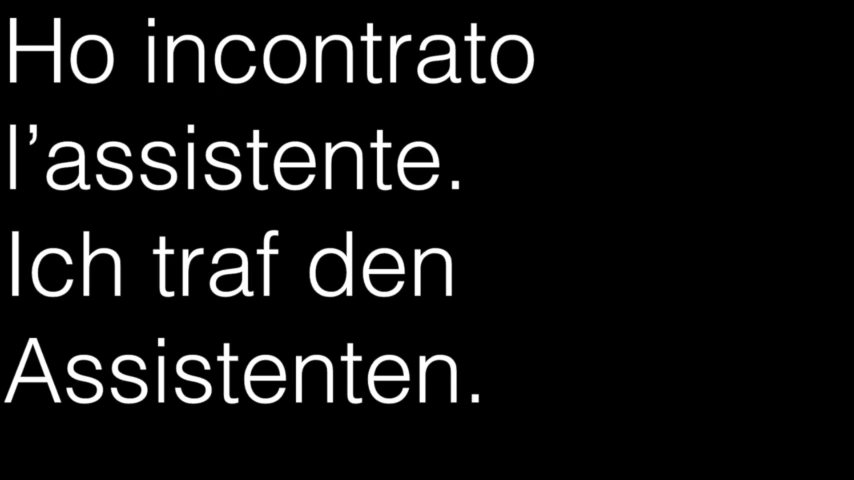 Ho incontrato
l’assistente.
Ich traf den
Assistenten.